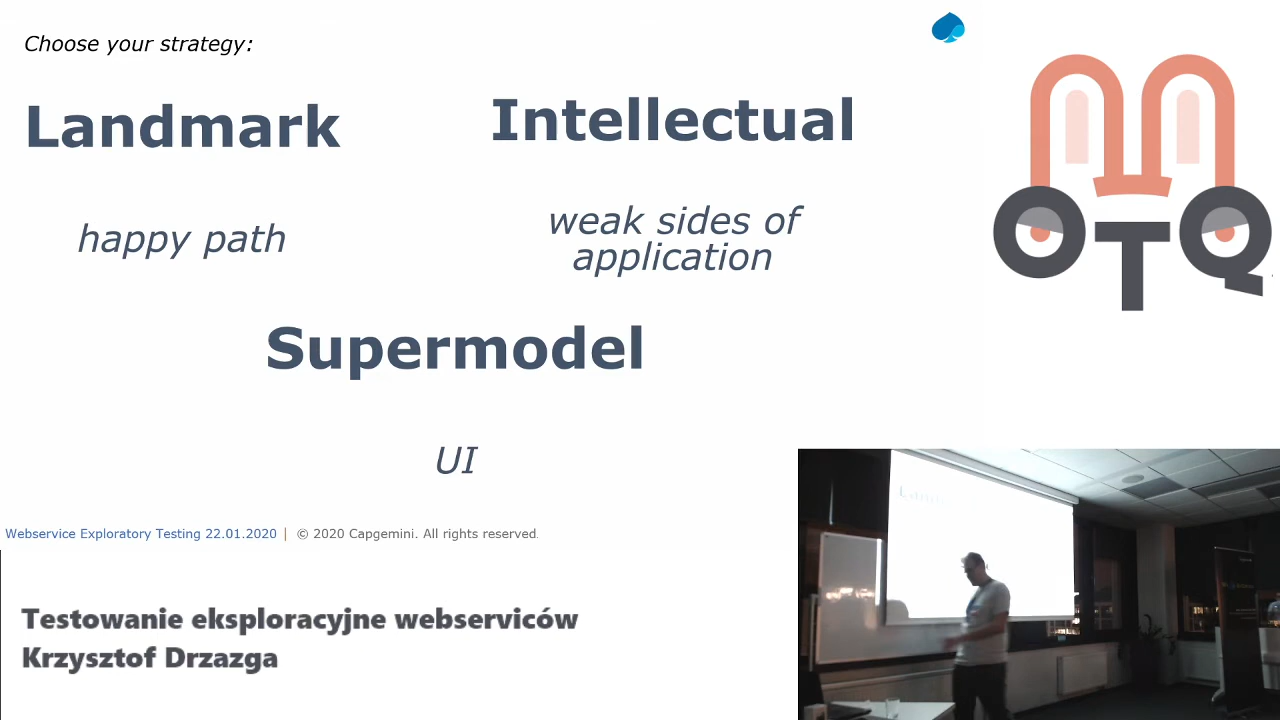 Choose your strategy:
Landmark
Intellectual
happy path
weak sides of
application
Supermodel
UI
Webservice Exploratory Testing 22.01.2020 | © 2020 Capgemini. All rights reserved.
OTQ
Testowanie eksploracyjne webserviców
Krzysztof Drzazga